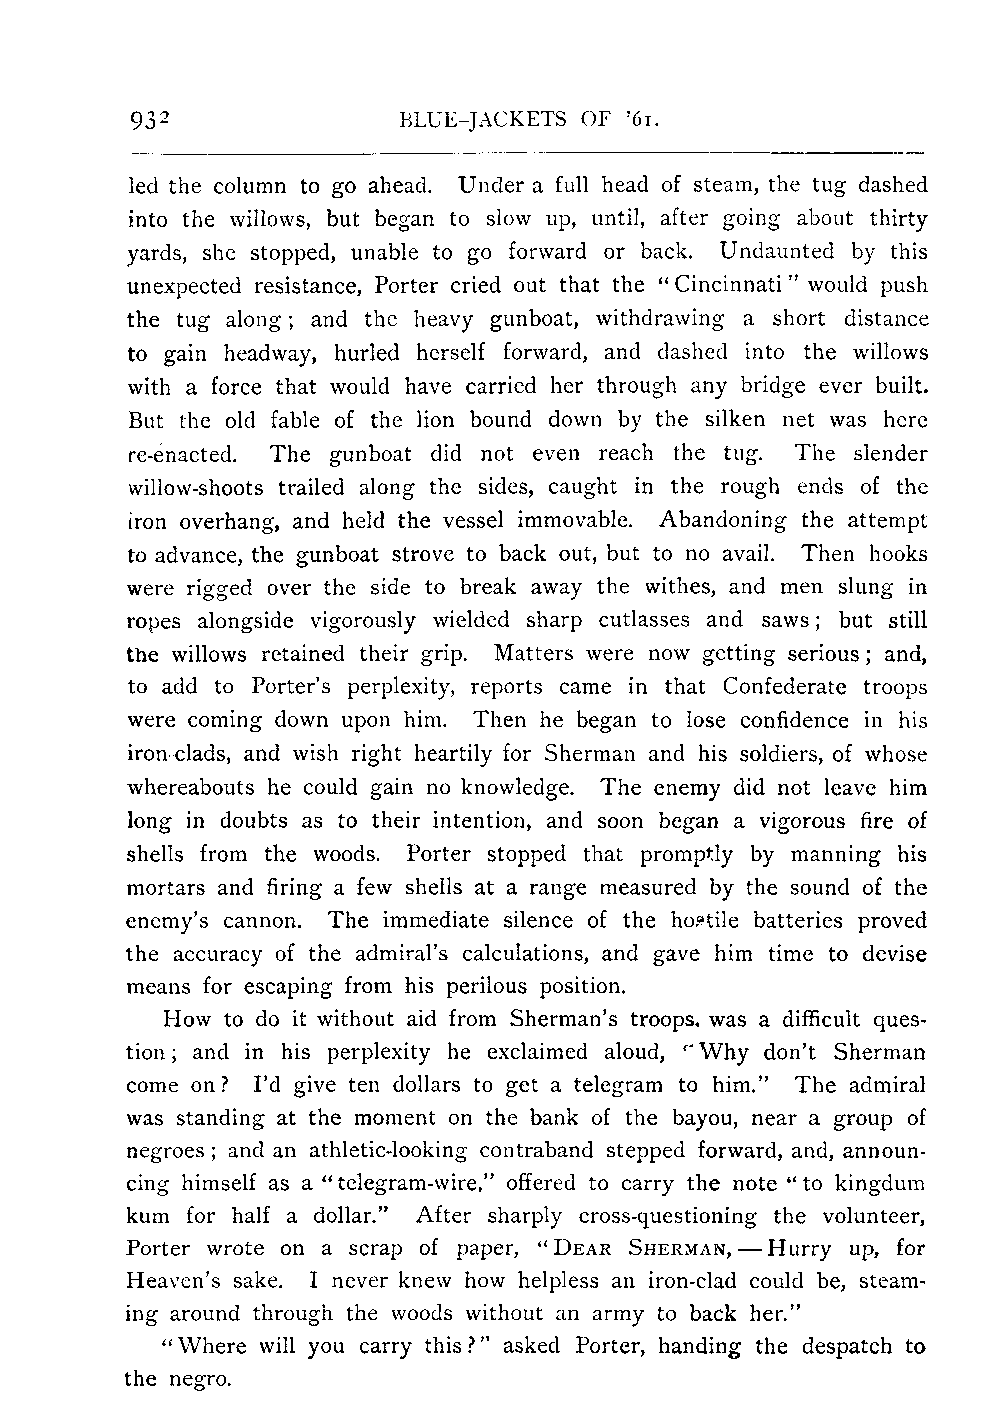 932 BLUE-JACKETS OF '61.
led the column to go ahead. Under a full head of steam, the tug dashed
into the willows, but began to slow up, until, after going about thirty
yards, she stopped, unable to go forward or back. Undaunted by this
unexpected resistance, Porter cried out that the "Cincinnati" would push
the tug along; and the heavy gunboat, withdrawing a short distance
to gain headway, hurled herself forward, and dashed into the willows
with a force that would have carried her through any bridge ever built.
But the old fable of the lion bound down by the silken net was here
re-enacted. The gunboat did not even reach the tug. The slender
willow-shoots trailed along the sides, caught in the rough ends of the
iron overhang, and held the vessel immovable. Abandoning the attempt
to advance, the gunboat strove to back out, but to no avail. Then hooks
were rigged over the side to break away the withes, and men slung in
ropes alongside vigorously wielded sharp cutlasses and saws; but still
the willows retained their grip. Matters were now getting serious; and,
to add to Porter's perplexity, reports came in that Confederate troops
were coming down upon him. Then he began to lose confidence in his
iron-clads, and wish right heartily for Sherman and his soldiers, of whose
whereabouts he could gain no knowledge. The enemy did not leave him
long in doubts as to their intention, and soon began a vigorous fire of
shells from the woods. Porter stopped that promptly by manning his
mortars and firing a few shells at a range measured by the sound of the
enemy's cannon. The immediate silence of the hostile batteries proved
the accuracy of the admiral's calculations, and gave him time to devise
means for escaping from his perilous position.
How to do it without aid from Sherman's troops, was a difficult ques-
tion; and in his perplexity he exclaimed aloud, "Why don't Sherman
come on? I'd give ten dollars to get a telegram to him." The admiral
was standing at the moment on the bank of the bayou, near a group of
negroes; and an athletic-looking contraband stepped forward, and, announ-
cing himself as a "telegram-wire," offered to carry the note "to kingdum
kum for half a dollar." After sharply cross-questioning the volunteer,
Porter wrote on a scrap of paper, "DEAR SHERMAN,—Hurry up, for
Heaven's sake. I never knew how helpless an iron-clad could be, steam-
ing around through the woods without an army to back her."
"Where will you carry this?" asked Porter, handing the despatch to
the negro.